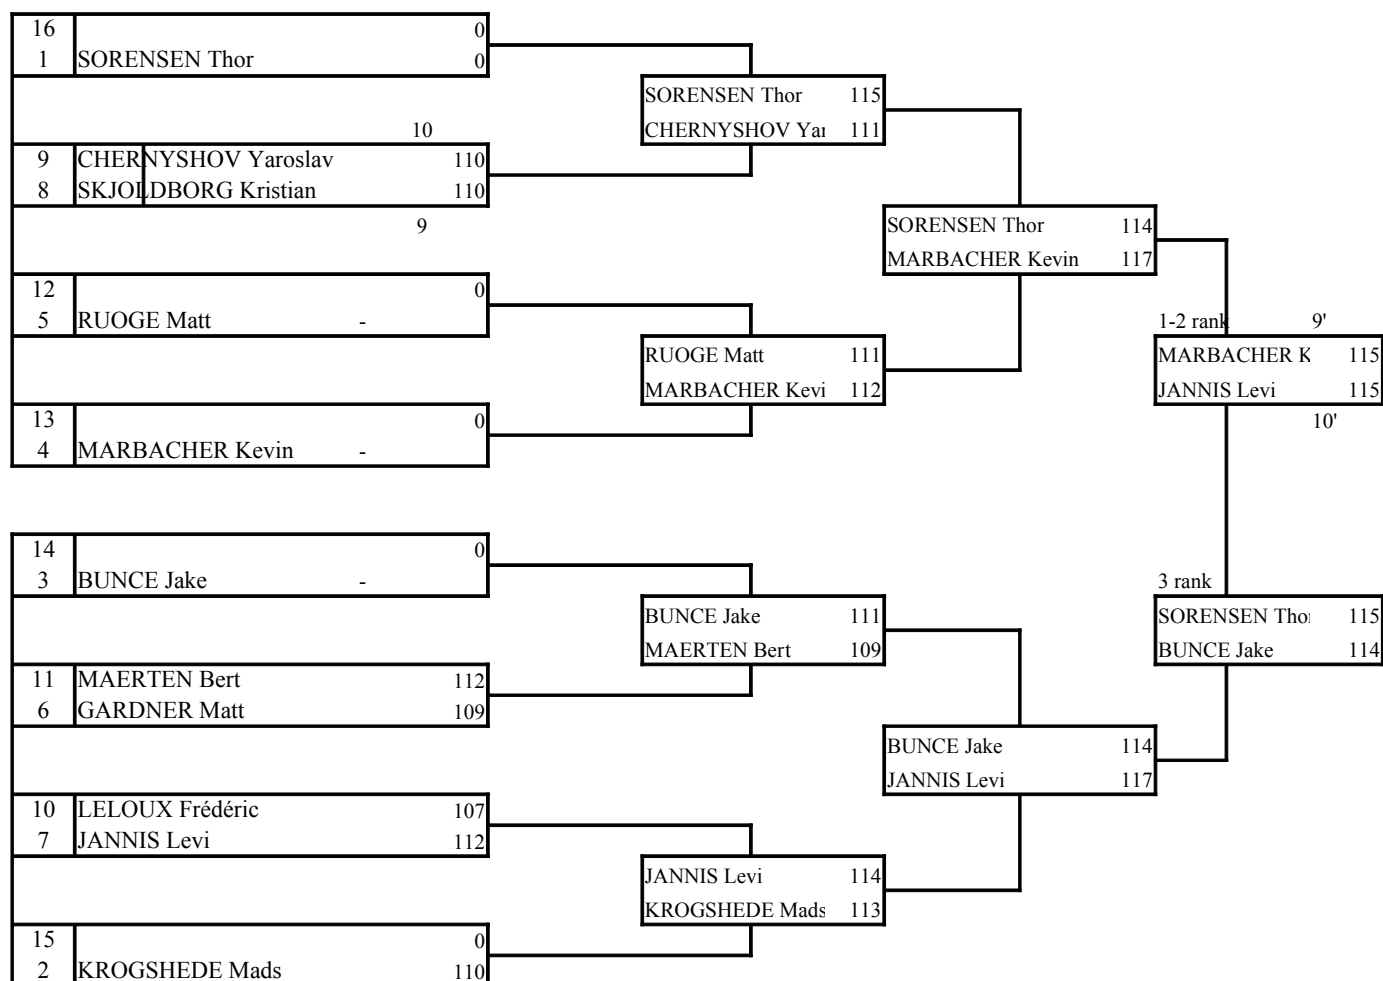 16 0
1 SORENSEN Thor 0
SORENSEN Thor 115
CHERNYSHOV Yar 111
10
9 CHERNYSHOV Yaroslav 110
8 SKJOLDBORG Kristian 110
9
SORENSEN Thor 114
MARBACHER Kevin 117
12 0
5 RUOGE Matt -
1-2 rank 9'
MARBACHER K 115
JANNIS Levi 115
10'
RUOGE Matt 111
MARBACHER Kevi 112
13 0
4 MARBACHER Kevin -
14 0
3 BUNCE Jake -
3 rank
SORENSEN Thor 115
BUNCE Jake 114
BUNCE Jake 111
MAERTEN Bert 109
11 MAERTEN Bert 112
6 GARDNER Matt 109
BUNCE Jake 114
JANNIS Levi 117
10 LELOUX Frédéric 107
7 JANNIS Levi 112
JANNIS Levi 114
KROGSHEDE Mads 113
15 0
2 KROGSHEDE Mads 110